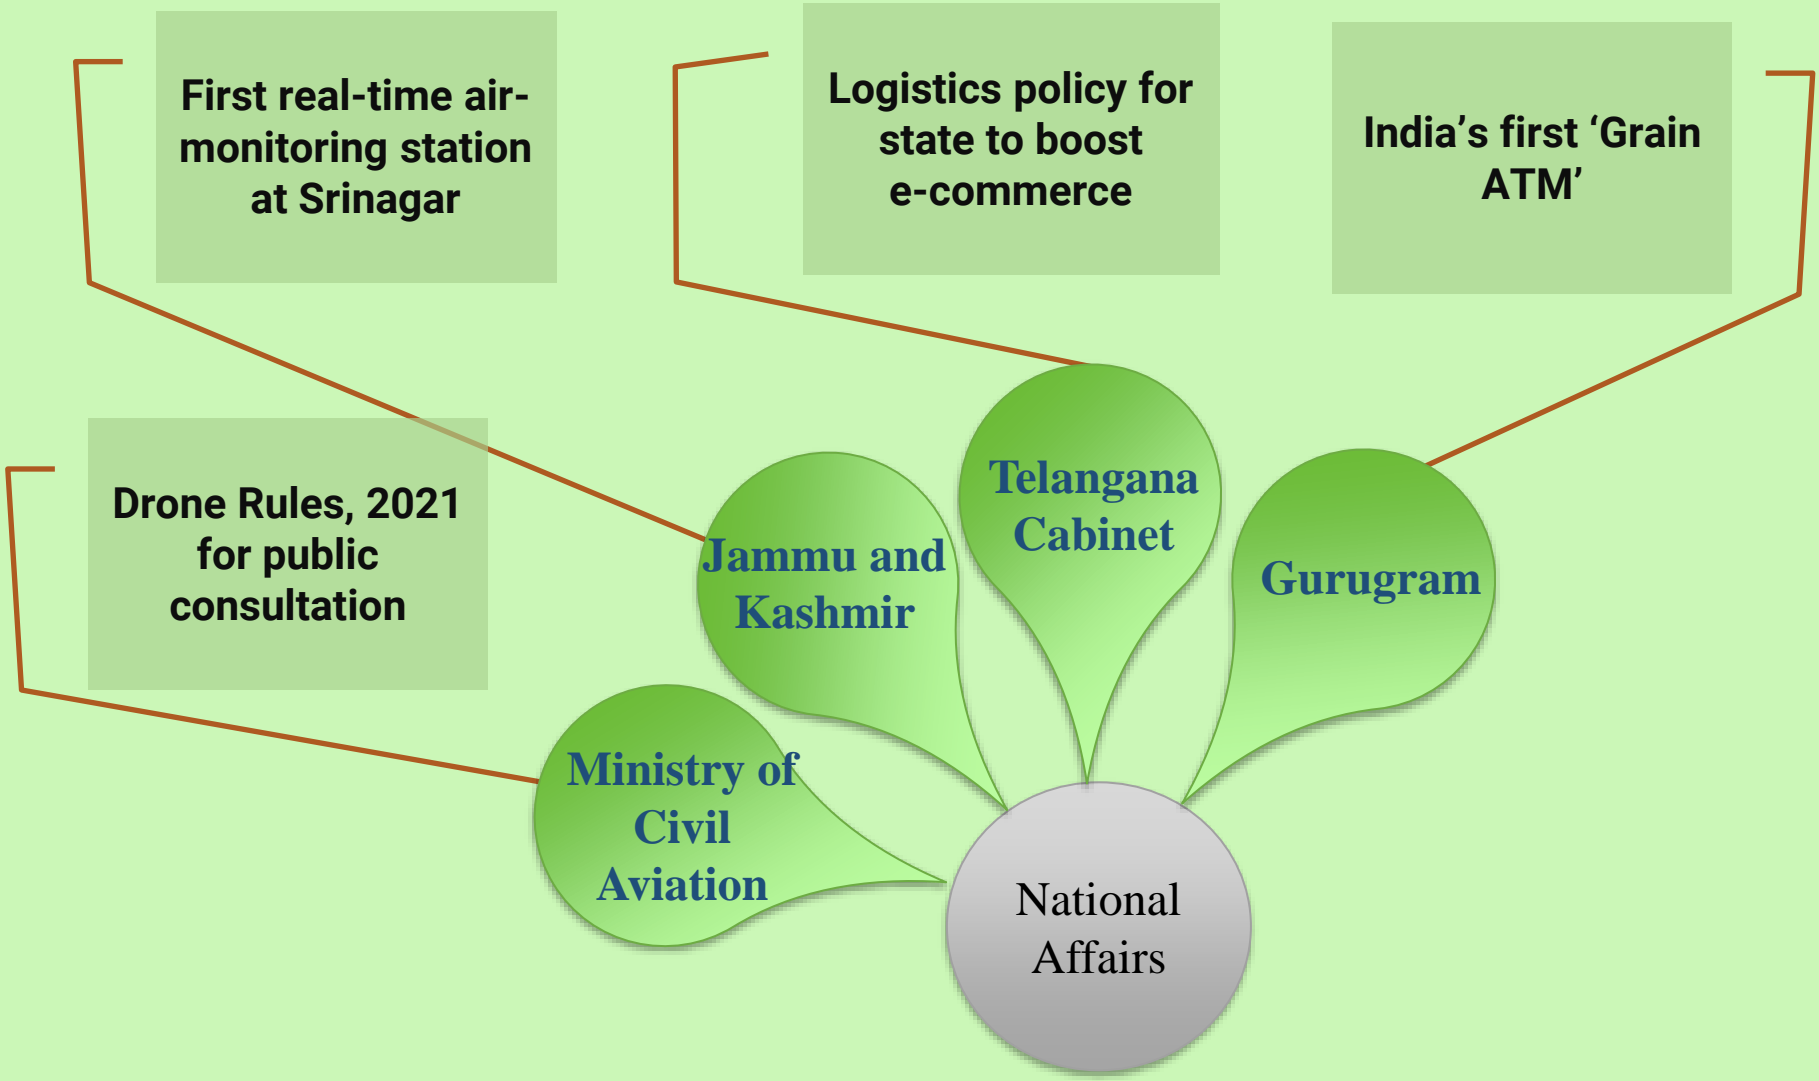 First real-time air-
monitoring station
at Srinagar
Logistics policy for
state to boost
e-commerce
India’s first ‘Grain
ATM’
Drone Rules, 2021
for public
consultation
Telangana
Cabinet
Jammu and
Kashmir
Gurugram
Ministry of
Civil
Aviation
National
Affairs